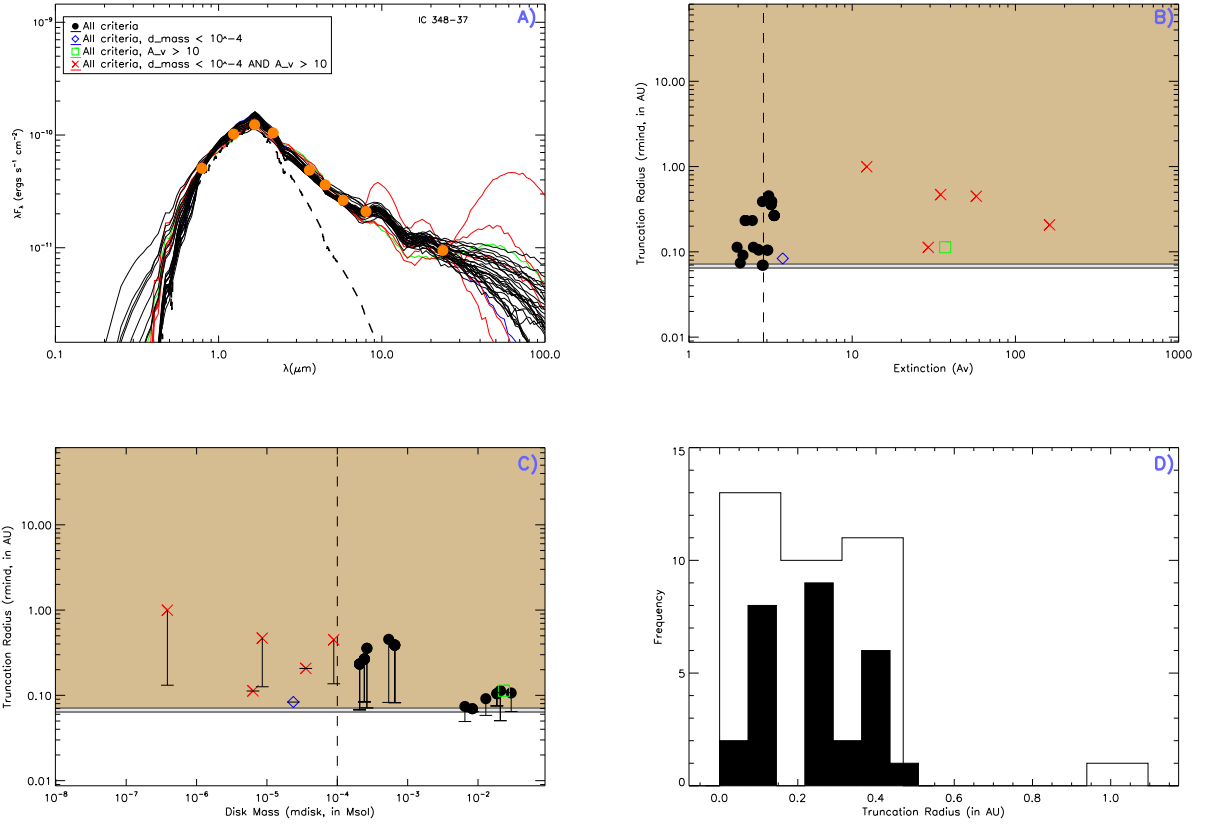 A)
IC 348-37
All criteria
All criteria, d_mass < 10^-4
All criteria, A_v > 10
All criteria, d_mass < 10^-4 AND A_v > 10
10⁻⁹
10⁻¹⁰
10⁻¹¹
λFλ (ergs s⁻¹ cm⁻²)
0.1 1.0 10.0 100.0
λ(μm)
B)
100.00
10.00
1.00
0.10
0.01
Truncation Radius (rmind, in AU)
1 10 100 1000
Extinction (Av)
C)
10.00
1.00
0.10
0.01
Truncation Radius (rmind, in AU)
10⁻⁸ 10⁻⁷ 10⁻⁶ 10⁻⁵ 10⁻⁴ 10⁻³ 10⁻²
Disk Mass (mdisk, in Msol)
D)
15
10
5
0
Frequency
0.0 0.2 0.4 0.6 0.8 1.0
Truncation Radius (in AU)